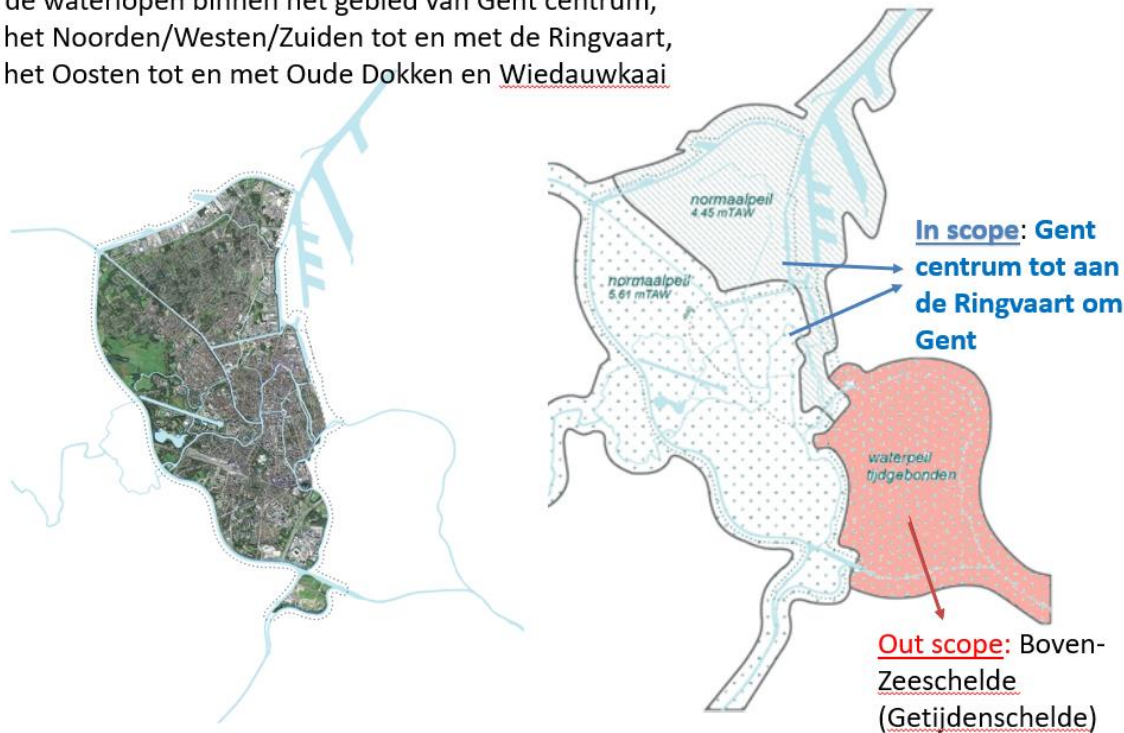 de waterlopen binnen het gebied van Gent centrum,
het Noorden/Westen/Zuiden tot en met de Ringvaart,
het Oosten tot en met Oude Dokken en Wiedauwkaai
normaalpeil
4.45 mTAW
normaalpeil
5.61 mTAW
In scope: Gent
centrum tot aan
de Ringvaart om
Gent
waterpeil
tijdgebonden
Out scope: Boven-
Zeeschelde
(Getijdenschelde)